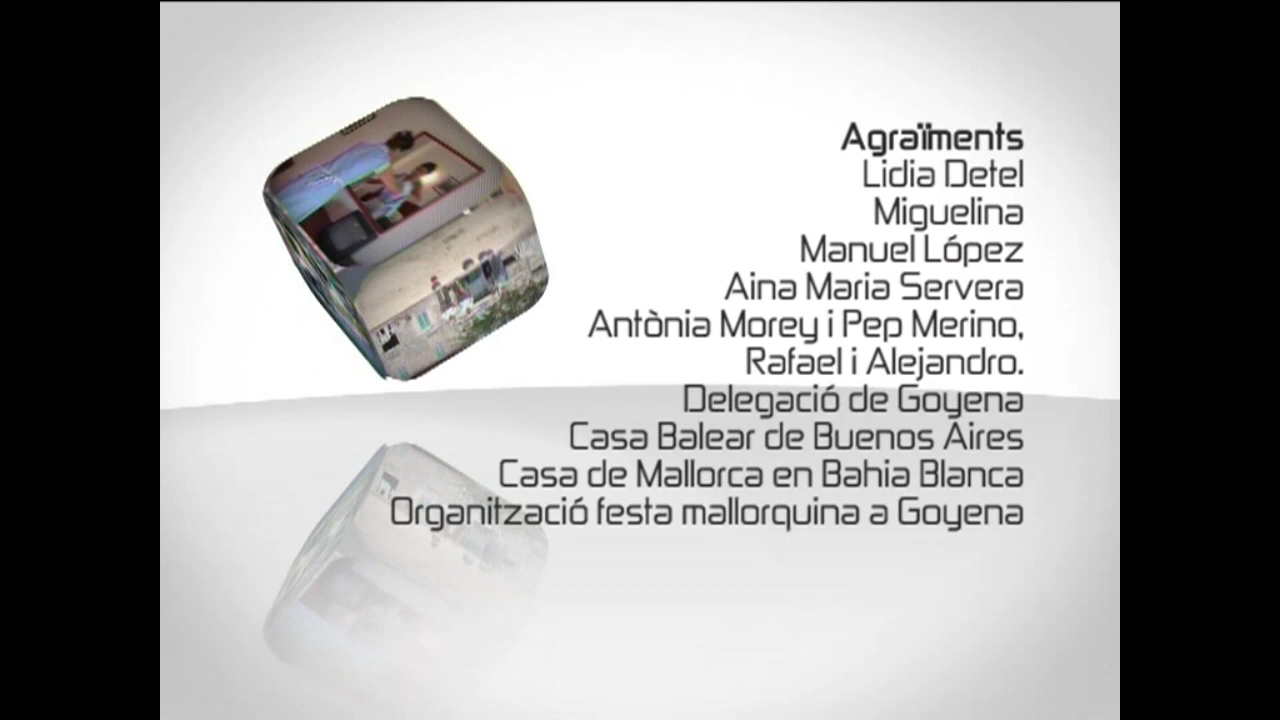 Agraïments
Lidia Detel
Miguelina
Manuel López
Aina Maria Servera
Antònia Morey i Pep Merino,
Rafael i Alejandro.
Delegació de Goyena
Casa Balear de Buenos Aires
Casa de Mallorca en Bahia Blanca
Organització festa mallorquina a Goyena